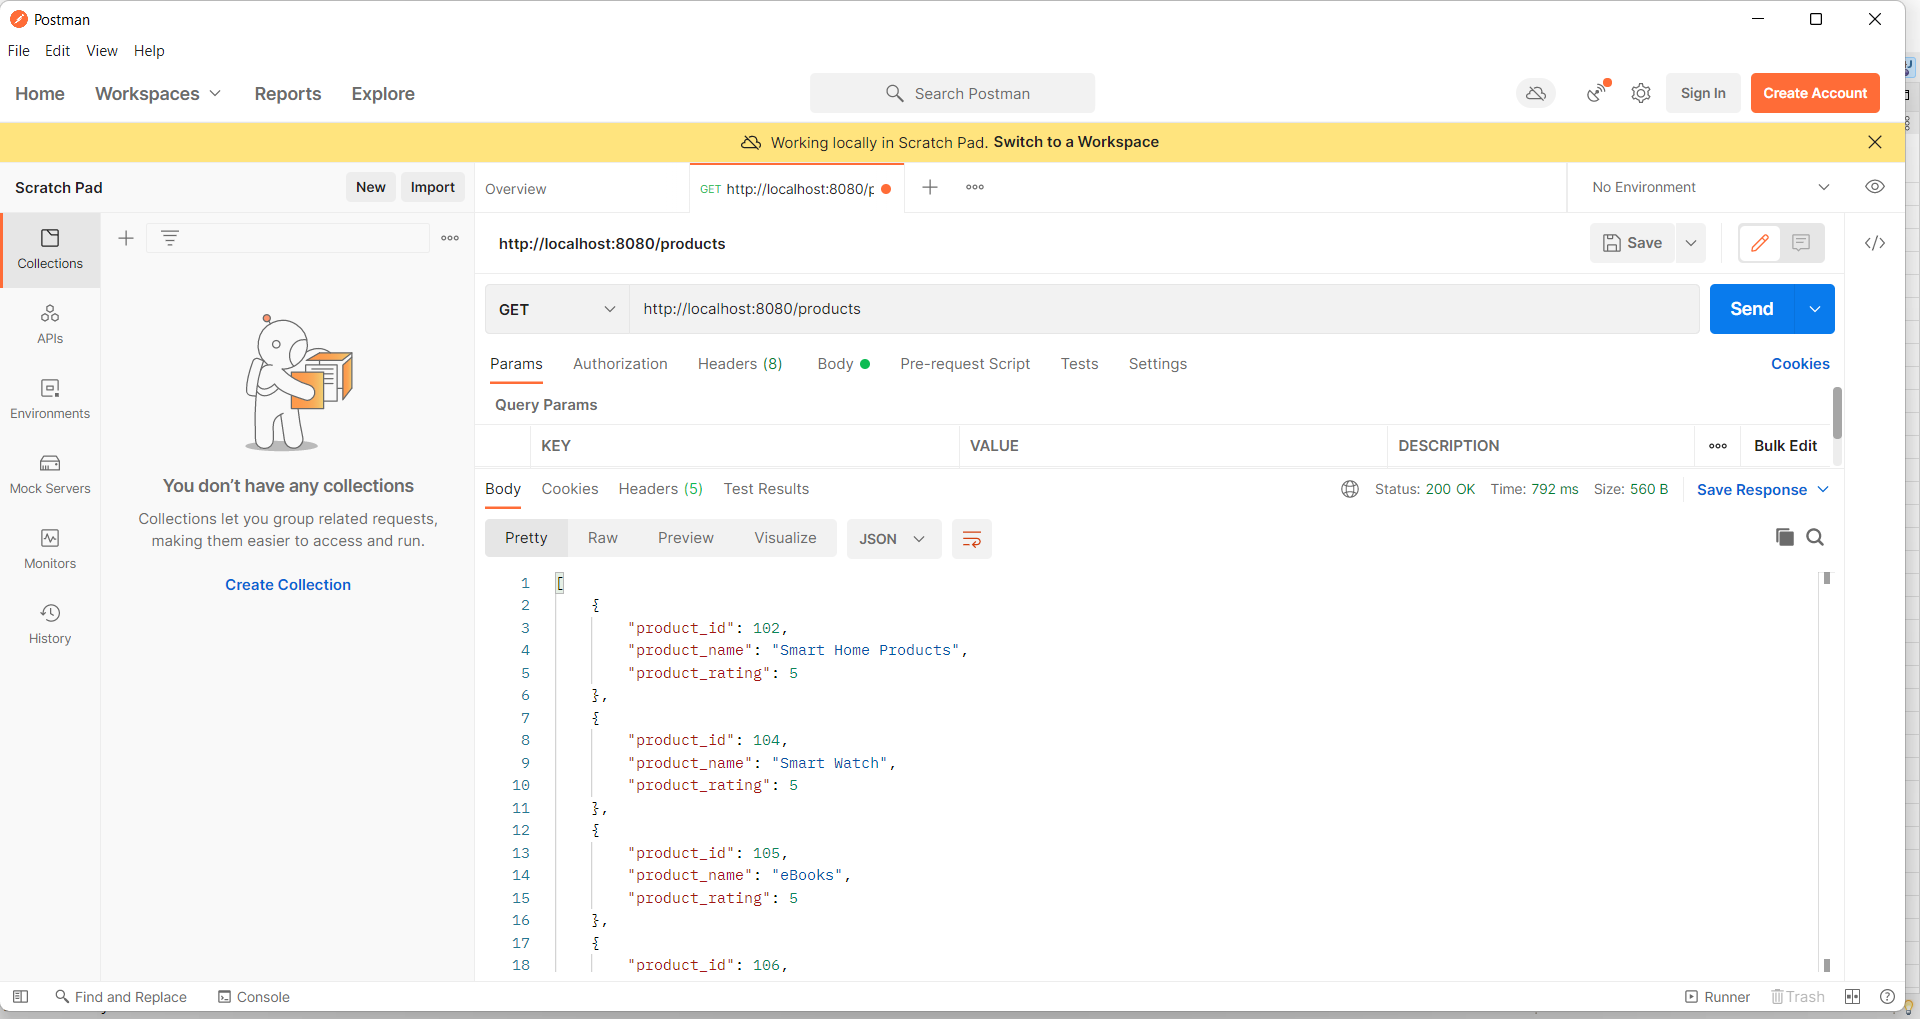 Postman
File Edit View Help
Home Workspaces Reports Explore Search Postman Sign In Create Account
Working locally in Scratch Pad. Switch to a Workspace
Scratch Pad New Import Overview GET http://localhost:8080/p No Environment
Collections
http://localhost:8080/products Save
GET http://localhost:8080/products Send
APIs
Params Authorization Headers (8) Body Pre-request Script Tests Settings Cookies
Query Params
Environments
KEY VALUE DESCRIPTION Bulk Edit
Mock Servers
You don’t have any collections
Collections let you group related requests,
making them easier to access and run.
Create Collection
Monitors
History
Body Cookies Headers (5) Test Results Status: 200 OK Time: 792 ms Size: 560 B Save Response
Pretty Raw Preview Visualize JSON
1 [
2 {
3 "product_id": 102,
4 "product_name": "Smart Home Products",
5 "product_rating": 5
6 },
7 {
8 "product_id": 104,
9 "product_name": "Smart Watch",
10 "product_rating": 5
11 },
12 {
13 "product_id": 105,
14 "product_name": "eBooks",
15 "product_rating": 5
16 },
17 {
18 "product_id": 106,
Find and Replace Console Runner Trash